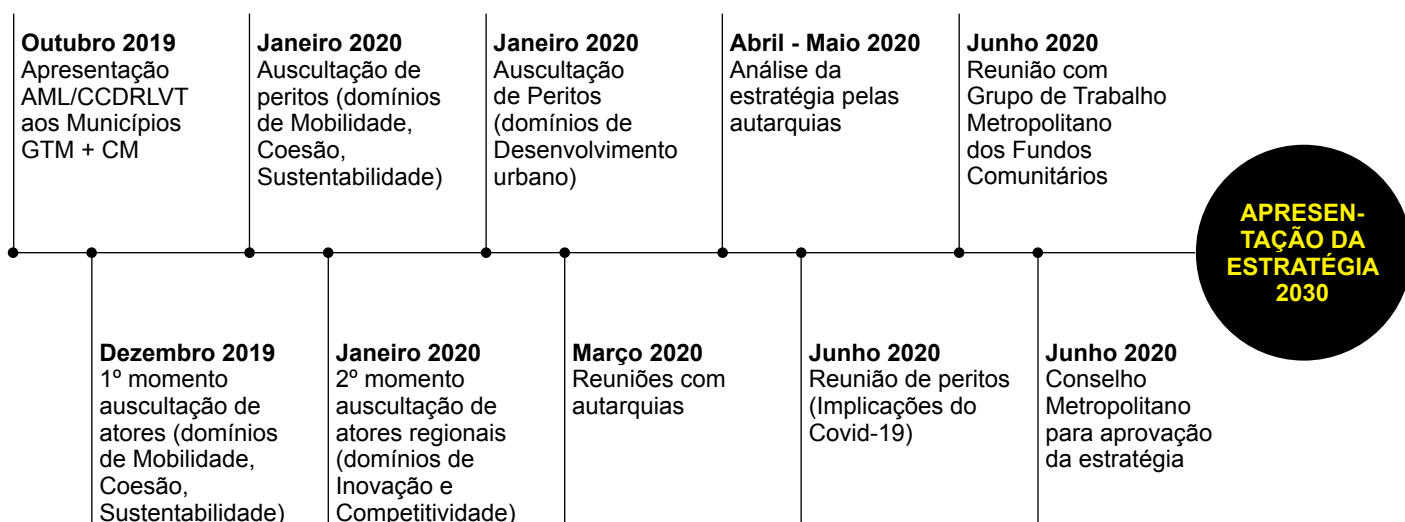 Outubro 2019
Apresentação
AML/CCDRLVT
aos Municípios
GTM + CM
Janeiro 2020
Auscultação de
peritos (domínios
de Mobilidade,
Coesão,
Sustentabilidade)
Janeiro 2020
Auscultação
de Peritos
(domínios de
Desenvolvimento
urbano)
Abril - Maio 2020
Análise da
estratégia pelas
autarquias
Junho 2020
Reunião com
Grupo de Trabalho
Metropolitano
dos Fundos
Comunitários
APRESEN-
TAÇÃO DA
ESTRATÉGIA
2030
Dezembro 2019
1º momento
auscultação de
atores (domínios
de Mobilidade,
Coesão,
Sustentabilidade)
Janeiro 2020
2º momento
auscultação de
atores regionais
(domínios de
Inovação e
Competitividade)
Março 2020
Reuniões com
autarquias
Junho 2020
Reunião de peritos
(Implicações do
Covid-19)
Junho 2020
Conselho
Metropolitano
para aprovação
da estratégia